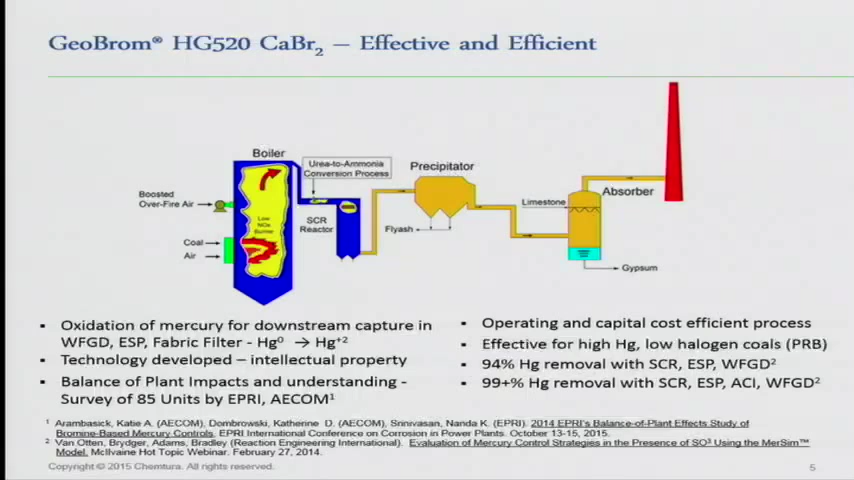 GeoBrom® HG520 CaBr2 – Effective and Efficient
Boiler
Urea-to-Ammonia
Conversion Process
Precipitator
Boosted
Over-Fire Air
Low
NOx
Burner
SCR
Reactor
Limestone
Absorber
Coal
Air
Flyash
Gypsum
▪ Oxidation of mercury for downstream capture in
WFGD, ESP, Fabric Filter - Hg⁰ → Hg⁺²
▪ Technology developed – intellectual property
▪ Balance of Plant Impacts and understanding -
Survey of 85 Units by EPRI, AECOM¹
▪ Operating and capital cost efficient process
▪ Effective for high Hg, low halogen coals (PRB)
▪ 94% Hg removal with SCR, ESP, WFGD²
▪ 99+% Hg removal with SCR, ESP, ACI, WFGD²
¹ Arambasick, Katie A. (AECOM), Dombrowski, Katherine D. (AECOM), Srinivasan, Nanda K. (EPRI). 2014 EPRI's Balance-of-Plant Effects Study of
Bromine-Based Mercury Controls. EPRI International Conference on Corrosion in Power Plants. October 13-15, 2015.
² Van Otten, Brydger, Adams, Bradley (Reaction Engineering International). Evaluation of Mercury Control Strategies in the Presence of SO³ Using the MerSim™
Model. McIlvaine Hot Topic Webinar. February 27, 2014.
Copyright © 2015 Chemtura. All rights reserved.
5